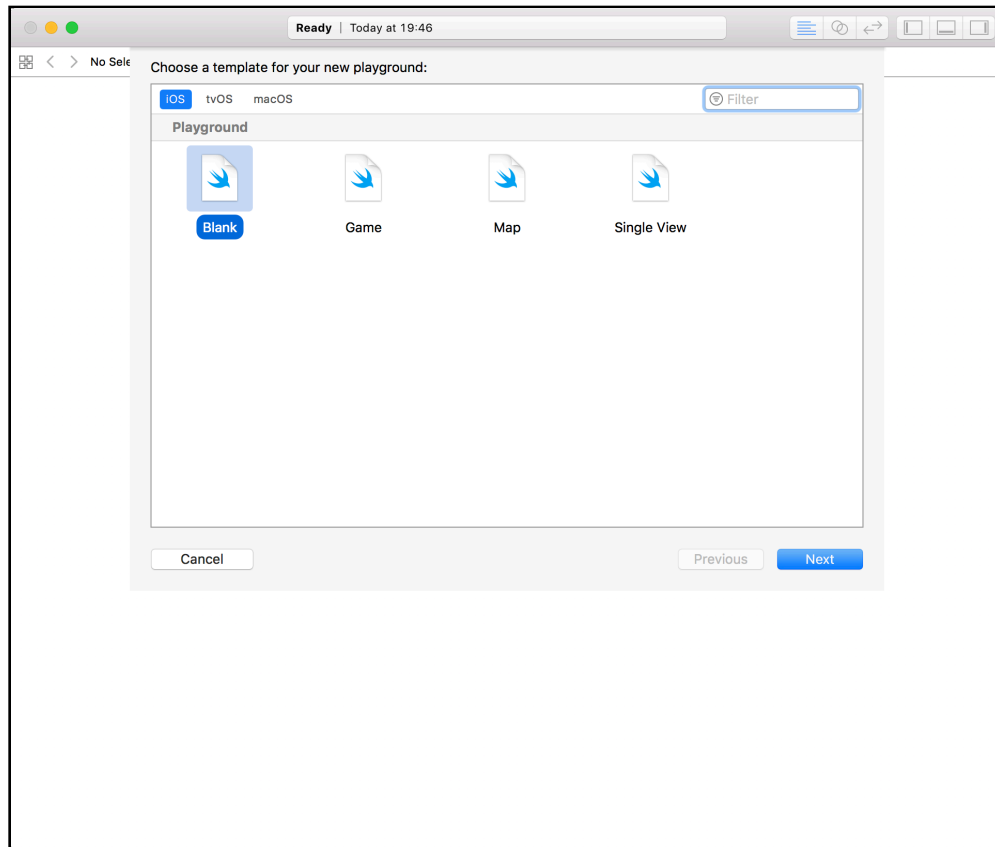 Ready | Today at 19:46
No Sele
Choose a template for your new playground:
iOS tvOS macOS Filter
Playground
Blank Game Map Single View
Cancel Previous Next